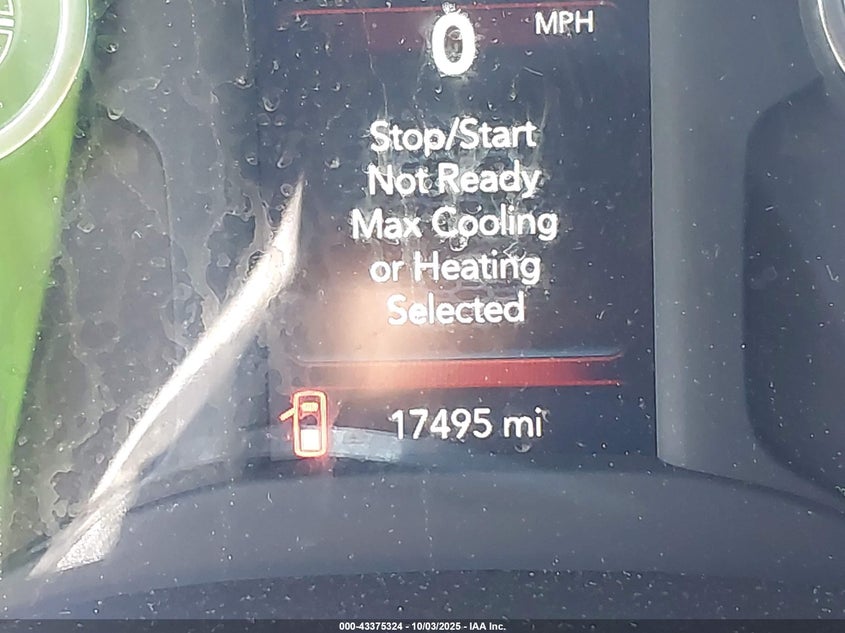 0 MPH
Stop/Start
Not Ready
Max Cooling
or Heating
Selected
17495 mi
000-43375324 - 10/03/2025 - IAA Inc.